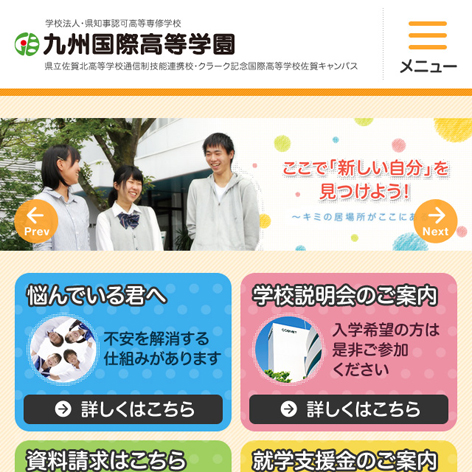 学校法人・県知事認可高等専修学校
九州国際高等学園
県立佐賀北高等学校通信制技能連携校・クラーク記念国際高等学校佐賀キャンパス
メニュー
ここで「新しい自分」を
見つけよう!
～キミの居場所がここにあ
Prev
Next
悩んでいる君へ
不安を解消する
仕組みがあります
詳しくはこちら
学校説明会のご案内
入学希望の方は
是非ご参加
ください
詳しくはこちら
資料請求はこちら
就学支援金のご案内